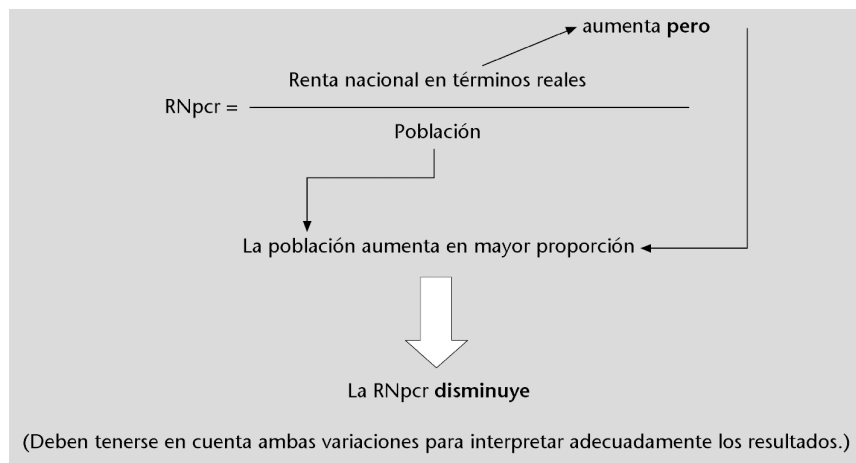 aumenta pero
Renta nacional en términos reales
RNpcr =
Población
La población aumenta en mayor proporción
La RNpcr disminuye
(Deben tenerse en cuenta ambas variaciones para interpretar adecuadamente los resultados.)